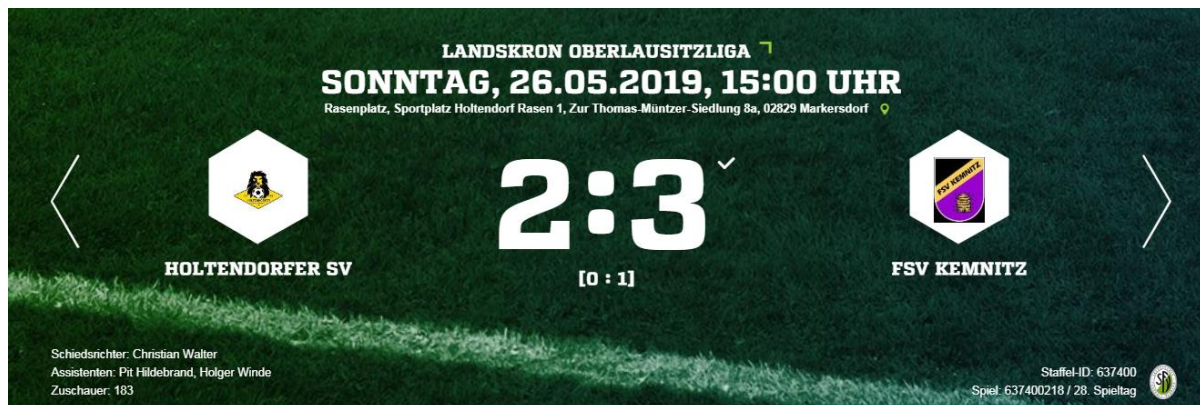 LANDSKRON OBERLAUSITZLIGA
SONNTAG, 26.05.2019, 15:00 UHR
Rasenplatz, Sportplatz Holtendorf Rasen 1, Zur Thomas-Müntzer-Siedlung 8a, 02829 Markersdorf
2:3
[0 : 1]
HOLTENDORFER SV
FSV KEMNITZ
FSV KEMNITZ
Schiedsrichter: Christian Walter
Assistenten: Pit Hildebrand, Holger Winde
Zuschauer: 183
Staffel-ID: 637400
Spiel: 637400218 / 28. Spieltag